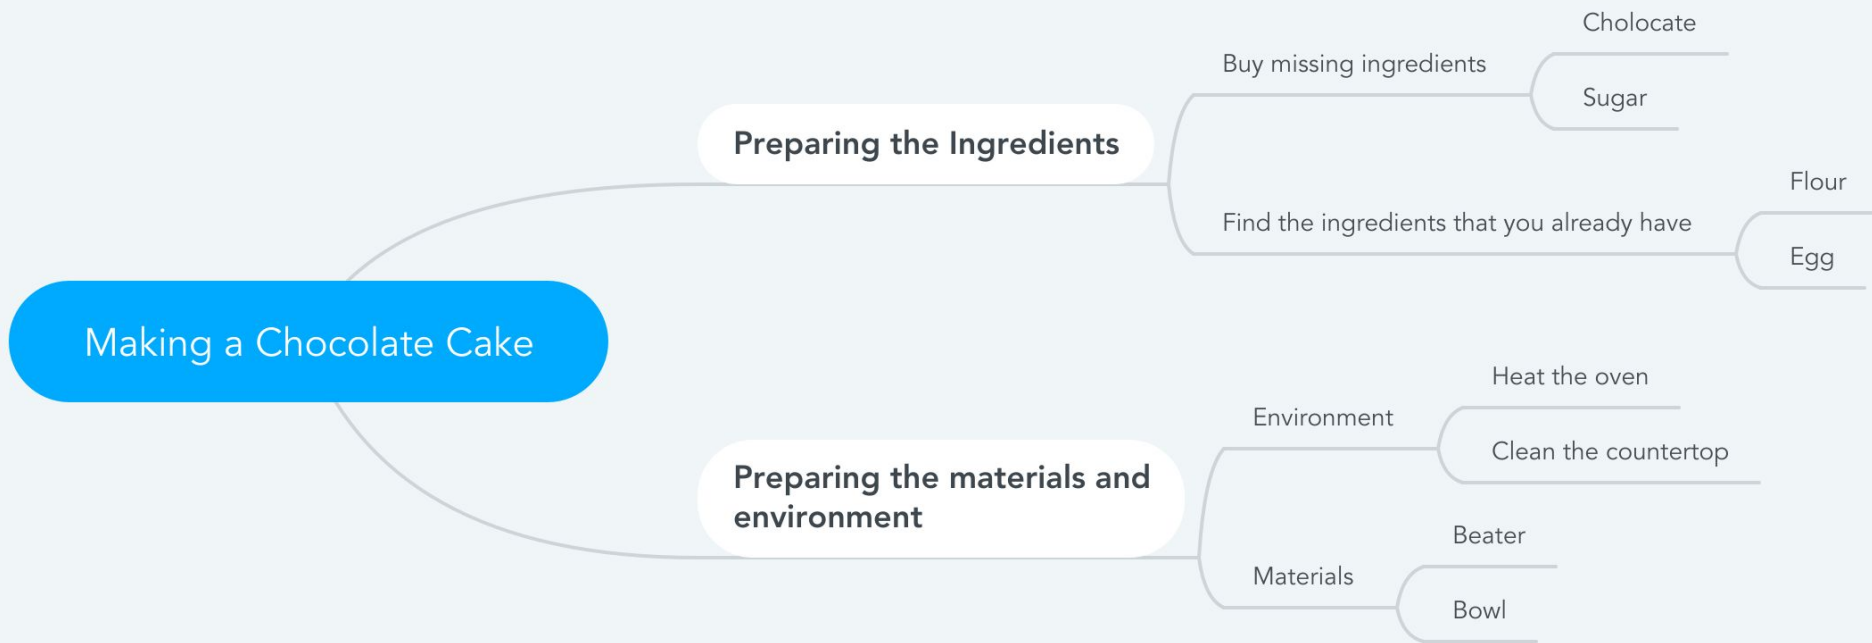 Making a Chocolate Cake
Preparing the Ingredients
Buy missing ingredients
Cholocate
Sugar
Find the ingredients that you already have
Flour
Egg
Preparing the materials and
environment
Environment
Heat the oven
Clean the countertop
Materials
Beater
Bowl